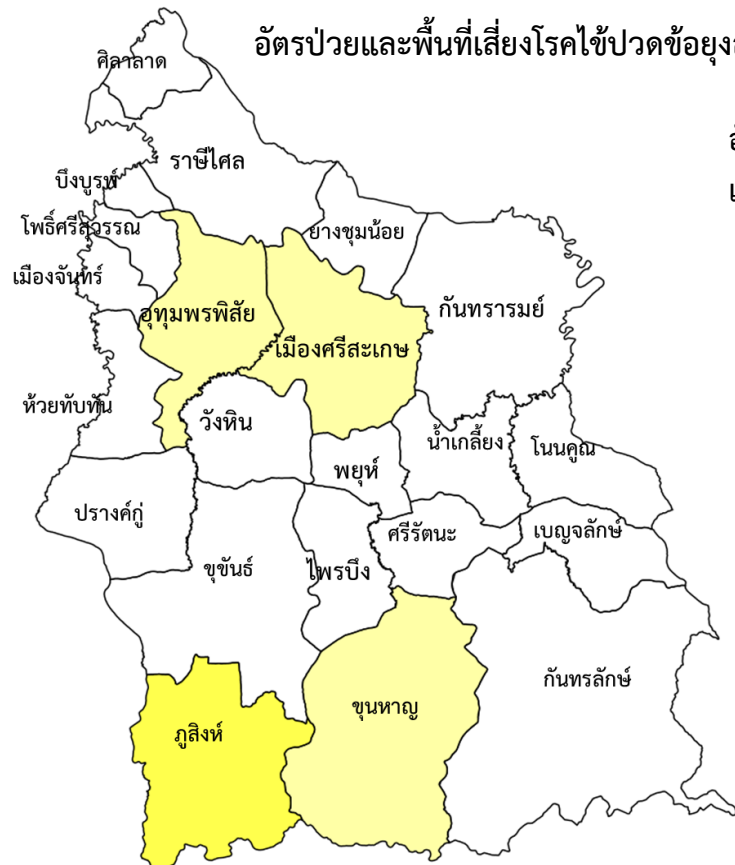 อัตรป่วยและพื้นที่เสี่ยงโรคไข้ปวดข้อยุง
ศิลาลาด
ราษีไศล
บึงบูรพ์
ยางชุมน้อย
โพธิ์ศรีสุวรรณ
เมืองจันทร์
กันทรารมย์
อุทุมพรพิสัย
เมืองศรีสะเกษ
ห้วยทับทัน
วังหิน
น้ำเกลี้ยง
โนนคูณ
พยุห์
ปรางค์กู่
ศรีรัตนะ
เบญจลักษ์
ขุขันธ์
ไพรบึง
กันทรลักษ์
ขุนหาญ
ภูสิงห์